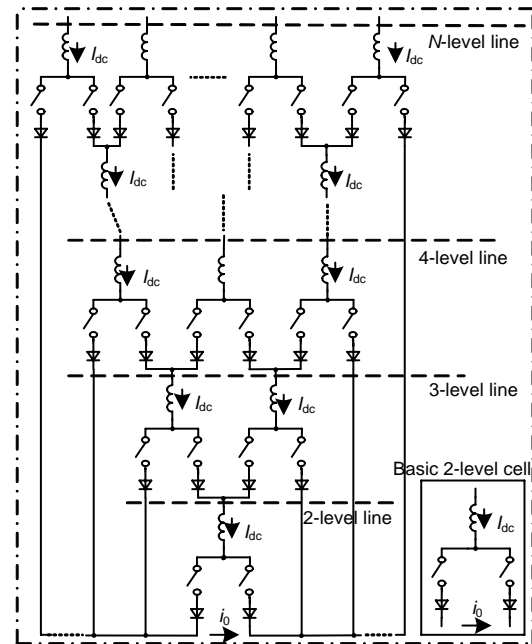 N-level line
I_dc
I_dc
I_dc
I_dc
4-level line
I_dc
I_dc
3-level line
I_dc
I_dc
Basic 2-level cell
2-level line
I_dc
I_dc
i_0
i_0